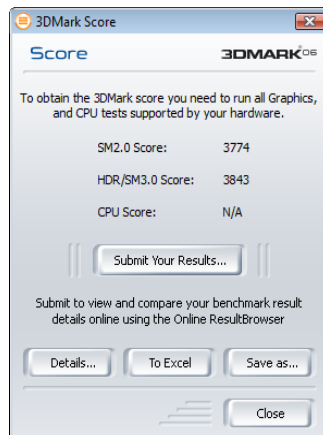 3DMark Score
Score
3DMARK®06
To obtain the 3DMark score you need to run all Graphics,
and CPU tests supported by your hardware.
SM2.0 Score: 3774
HDR/SM3.0 Score: 3843
CPU Score: N/A
Submit Your Results...
Submit to view and compare your benchmark result
details online using the Online ResultBrowser
Details... To Excel Save as...
Close